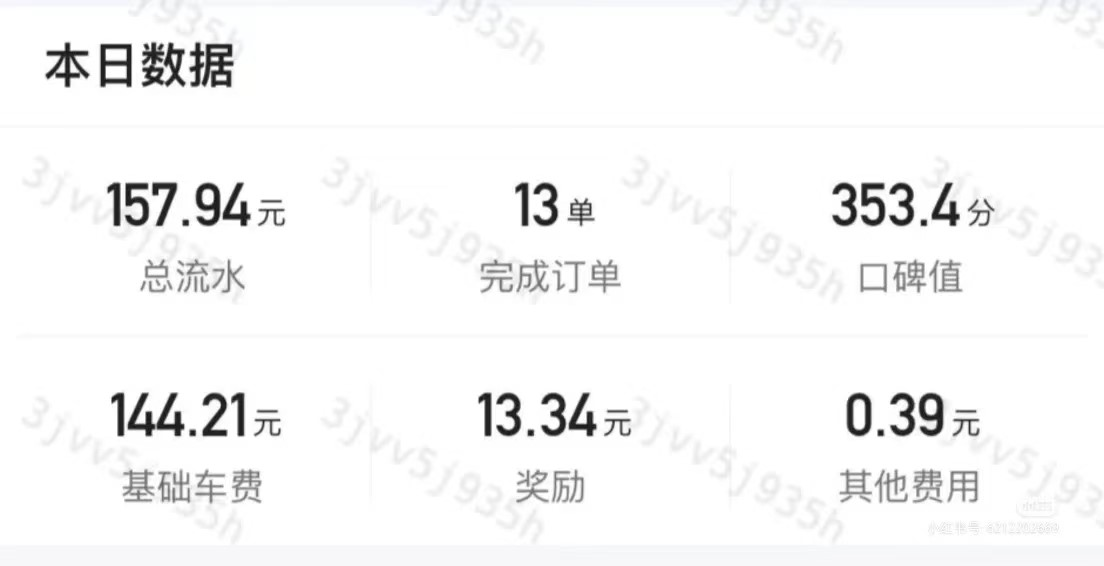 本日数据
157.94元
13单
353.4分
总流水
完成订单
口碑值
144.21元
13.34元
0.39元
基础车费
奖励
其他费用
3jvv5j935h
小红书号:6212202689